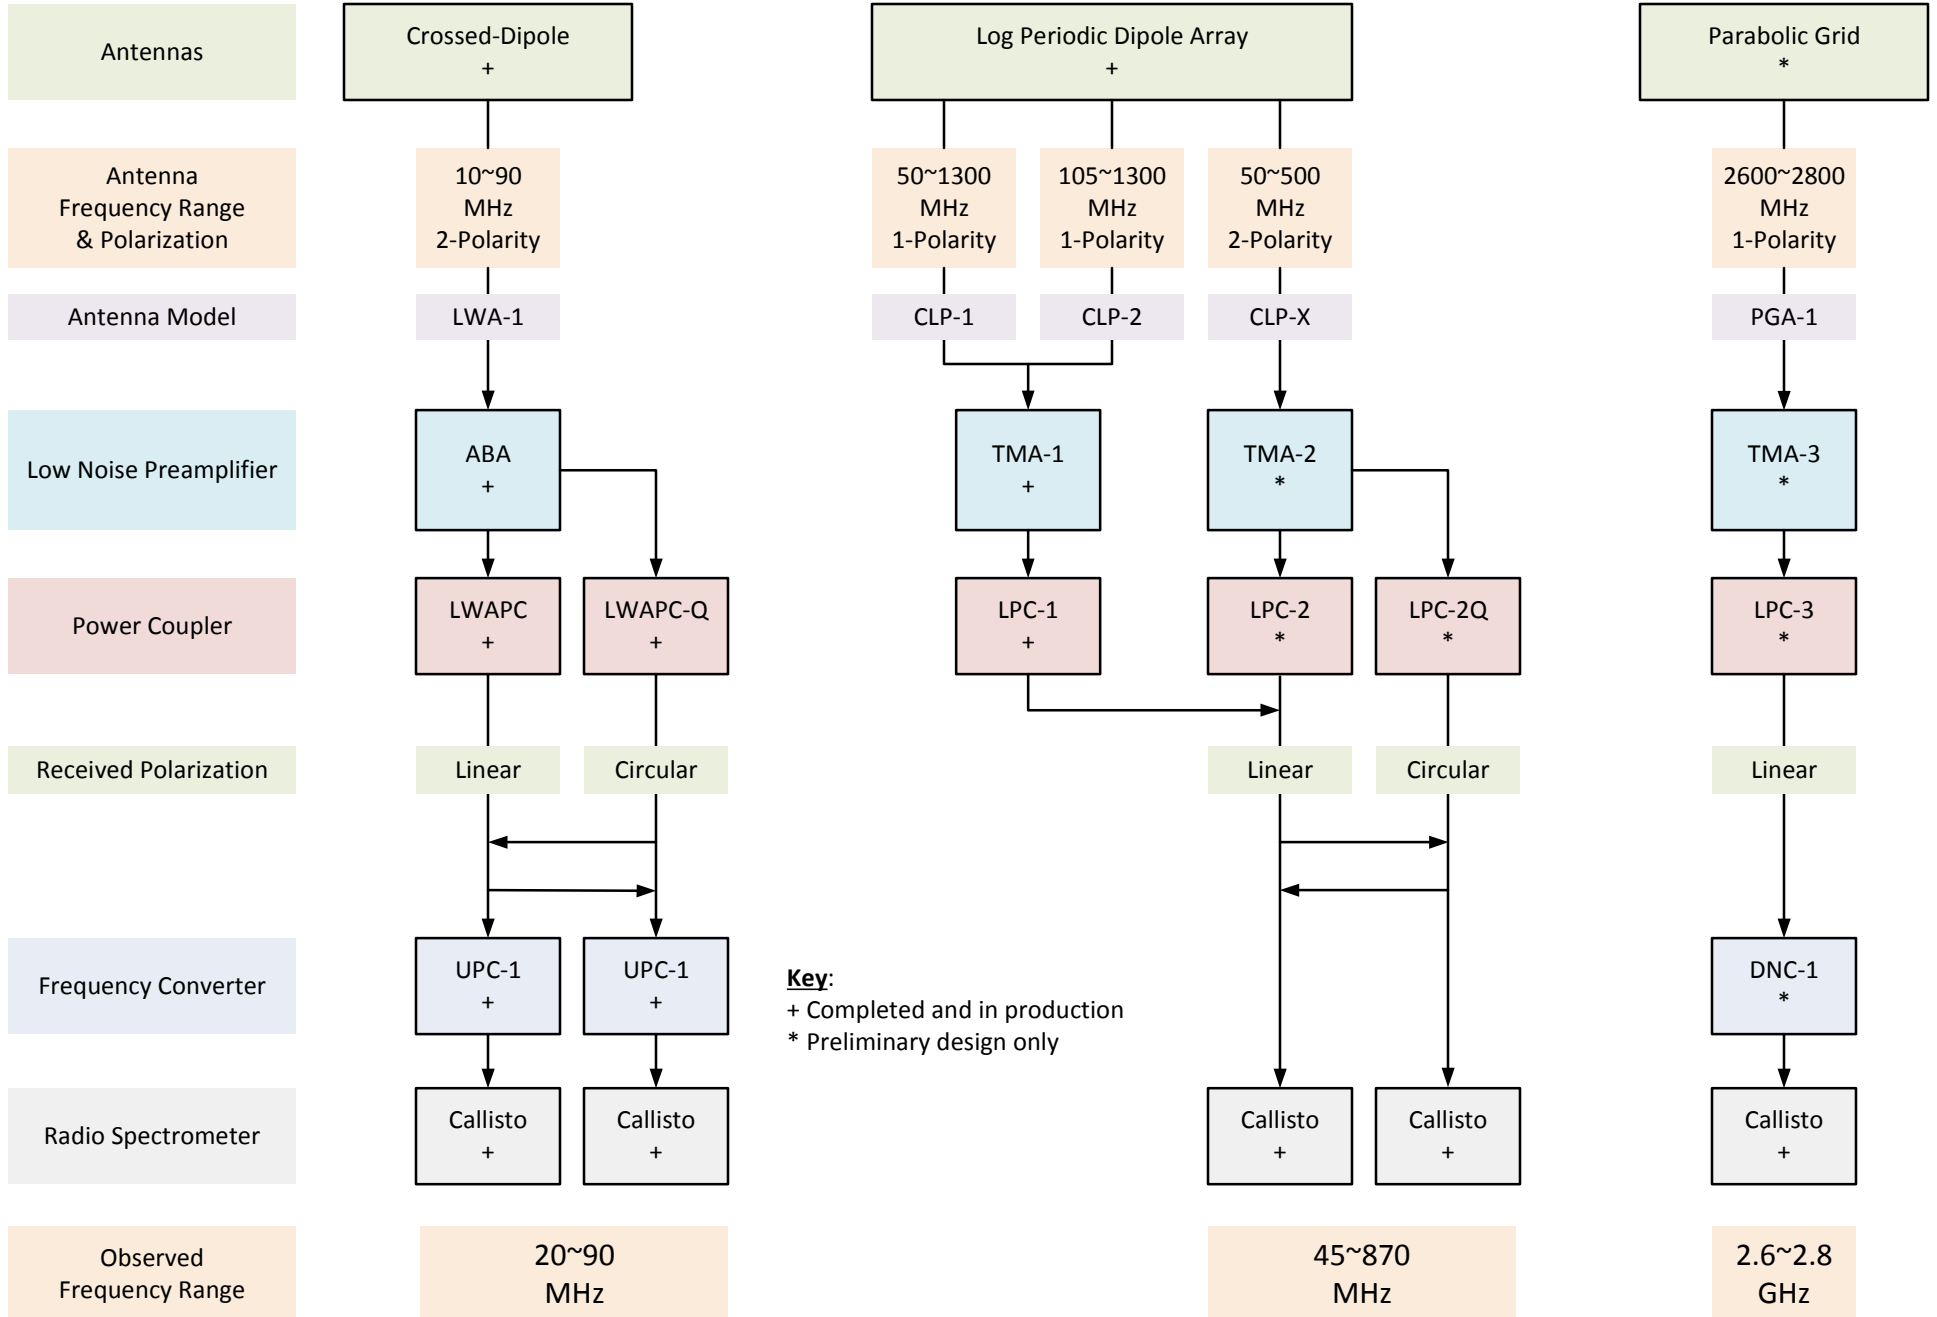 Antennas
Crossed-Dipole
+
Log Periodic Dipole Array
+
Parabolic Grid
*
Antenna
Frequency Range
& Polarization
10~90
MHz
2-Polarity
50~1300
MHz
1-Polarity
105~1300
MHz
1-Polarity
50~500
MHz
2-Polarity
2600~2800
MHz
1-Polarity
Antenna Model
LWA-1
CLP-1
CLP-2
CLP-X
PGA-1
Low Noise Preamplifier
ABA
+
TMA-1
+
TMA-2
*
TMA-3
*
Power Coupler
LWAPC
+
LWAPC-Q
+
LPC-1
+
LPC-2
*
LPC-2Q
*
LPC-3
*
Received Polarization
Linear
Circular
Linear
Circular
Linear
Frequency Converter
UPC-1
+
UPC-1
+
Key:
+ Completed and in production
* Preliminary design only
DNC-1
*
Radio Spectrometer
Callisto
+
Callisto
+
Callisto
+
Callisto
+
Callisto
+
Observed
Frequency Range
20~90
MHz
45~870
MHz
2.6~2.8
GHz